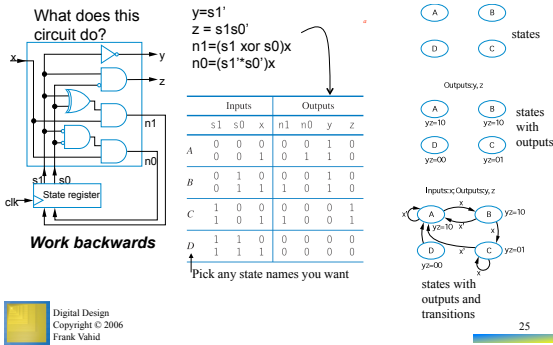 What does this
circuit do?
x
y
z
n1
n0
s1 s0
clk
State register
Work backwards
y=s1’
z = s1s0’
n1=(s1 xor s0)x
n0=(s1’*s0’)x
Inputs Outputs
s1 s0 x n1 n0 y z
A 0 0 0 0 0 1 0
0 0 1 0 1 1 0
B 0 1 0 0 0 1 0
0 1 1 1 0 1 0
C 1 0 0 0 0 0 1
1 0 1 1 0 0 1
D 1 1 0 0 0 0 0
1 1 1 0 0 0 0
Pick any state names you want
A B
D C
states
Outputs:y, z
A B
yz=10 yz=10
D C
yz=00 yz=01
states
with
outputs
Inputs:x; Outputs:y, z
x’ A x B yz=10
yz=10 x’ x
D x’ C yz=01
yz=00 x
states with
outputs and
transitions
Digital Design
Copyright © 2006
Frank Vahid
25